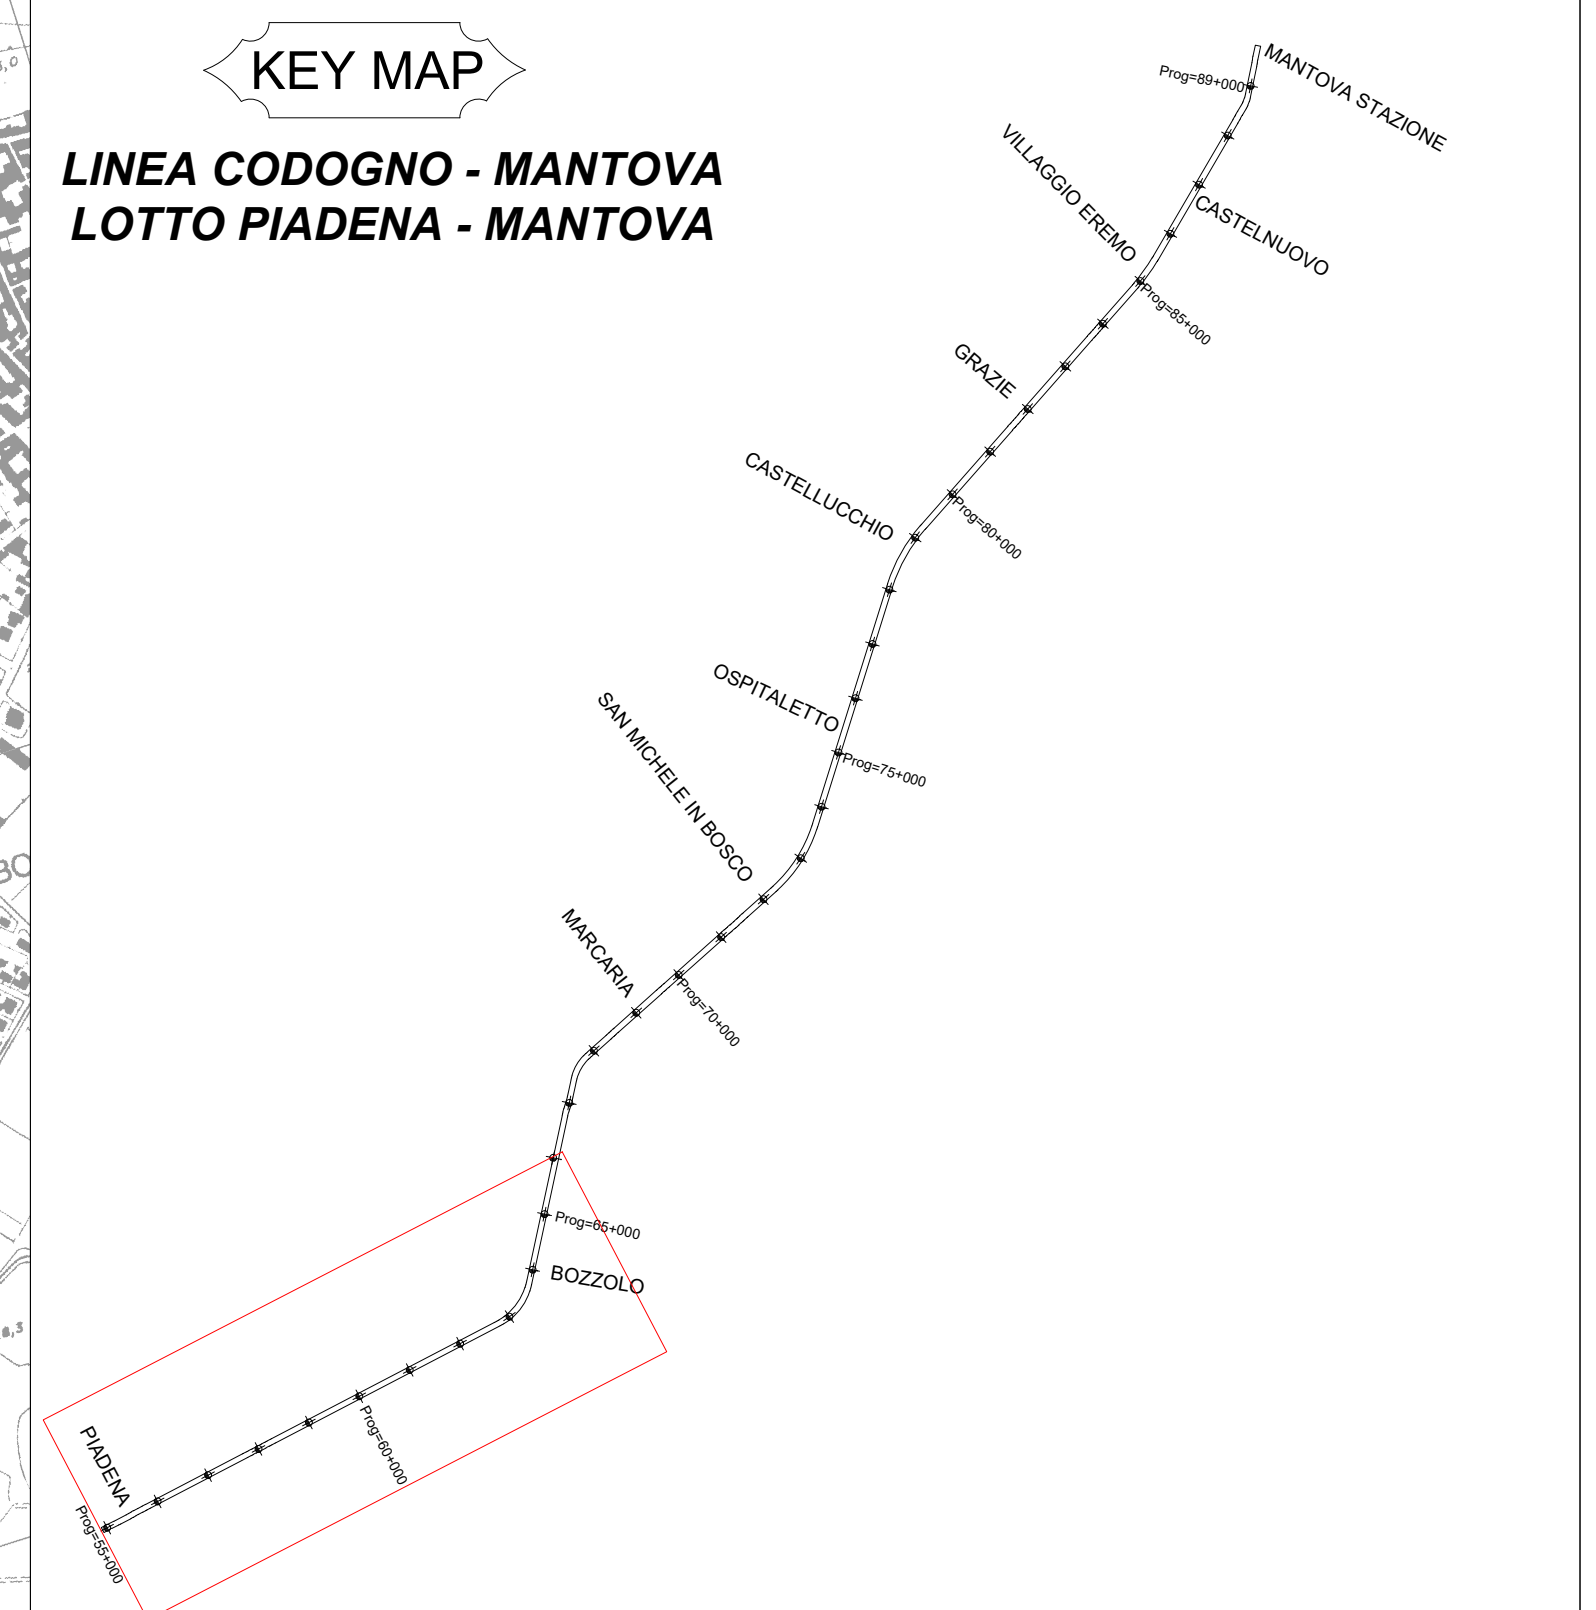 KEY MAP
LINEA CODOGNO - MANTOVA
LOTTO PIADENA - MANTOVA
MANTOVA STAZIONE
Prog=89+000
VILLAGGIO EREMO
CASTELNUOVO
Prog=85+000
GRAZIE
CASTELLUCCHIO
Prog=80+000
OSPITALETTO
Prog=75+000
SAN MICHELE IN BOSCO
MARCARIA
Prog=70+000
Prog=65+000
BOZZOLO
Prog=60+000
PIADENA
Prog=55+000